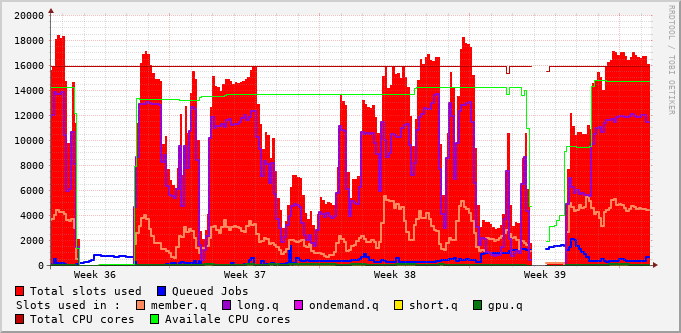 RRDTOOL / TOBI OETIKER
20000
18000
16000
14000
12000
10000
8000
6000
4000
2000
0
Week 36 Week 37 Week 38 Week 39
Total slots used Queued Jobs
Slots used in : member.q long.q ondemand.q short.q gpu.q
Total CPU cores Availale CPU cores